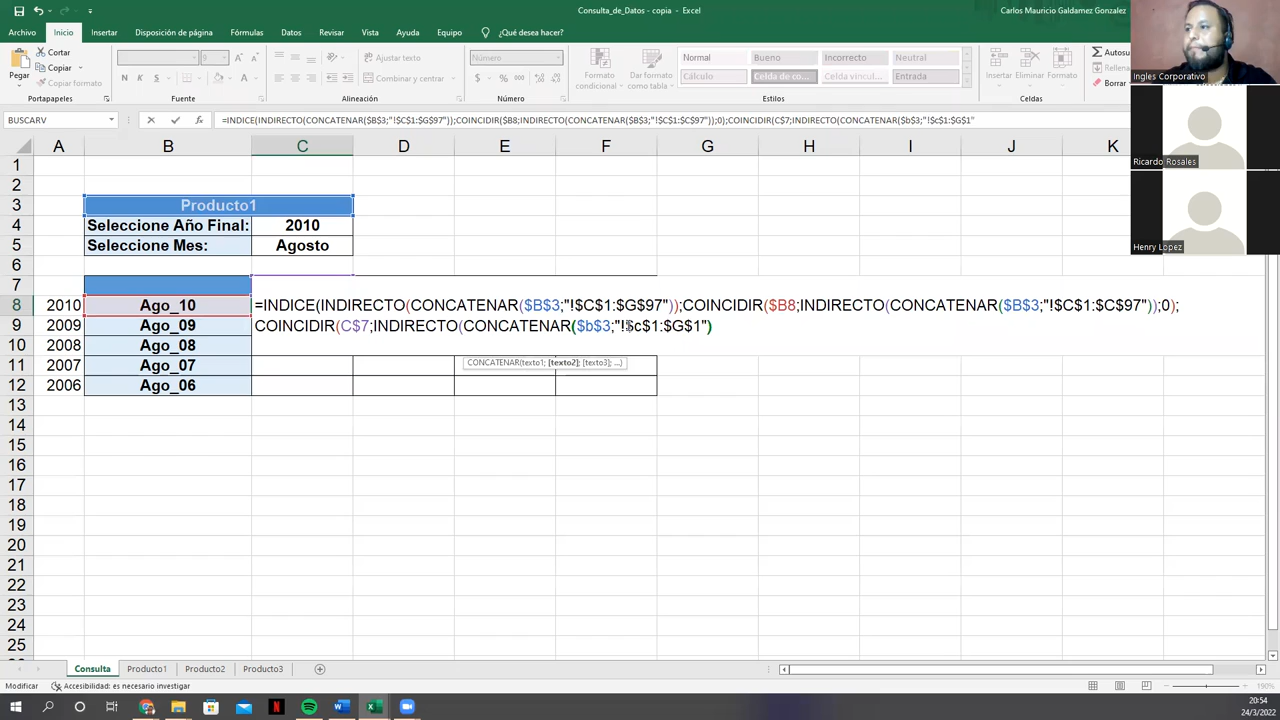 Consulta_de_Datos - copia - Excel
Carlos Mauricio Galdamez Gonzalez
Archivo Inicio Insertar Disposición de página Fórmulas Datos Revisar Vista Ayuda Equipo ¿Qué desea hacer?
Pegar
Cortar
Copiar
Copiar formato
Portapapeles
N
Fuente
Ajustar texto
Combinar y centrar
Alineación
Número
$ %
Número
Formato condicional
Dar formato como tabla
Normal Bueno Incorrecto Neutral
Cálculo Celda de co... Celda vincul... Entrada
Estilos
Insertar Eliminar Formato
Celdas
Autosu
Rellena
Borrar
Ingles Corporativo
Ricardo Rosales
Henry Lopez
BUSCARV
=INDICE(INDIRECTO(CONCATENAR($B$3;"!$C$1:$G$97"));COINCIDIR($B8;INDIRECTO(CONCATENAR($B$3;"!$C$1:$C$97"));0);COINCIDIR(C$7;INDIRECTO(CONCATENAR($b$3;"!$c$1:$G$1"
A B C D E F G H I J K
1
2
3 Producto1
4 Seleccione Año Final: 2010
5 Seleccione Mes: Agosto
6
7
8 2010 Ago_10 =INDICE(INDIRECTO(CONCATENAR($B$3;"!$C$1:$G$97"));COINCIDIR($B8;INDIRECTO(CONCATENAR($B$3;"!$C$1:$C$97"));0);
9 2009 Ago_09 COINCIDIR(C$7;INDIRECTO(CONCATENAR($b$3;"!$c$1:$G$1")
10 2008 Ago_08
11 2007 Ago_07
CONCATENAR(texto1; [texto2]; [texto3]; ...)
12 2006 Ago_06
13
14
15
16
17
18
19
20
21
22
23
24
25
Consulta Producto1 Producto2 Producto3
Modificar Accesibilidad: es necesario investigar
190%
20:54
24/3/2022